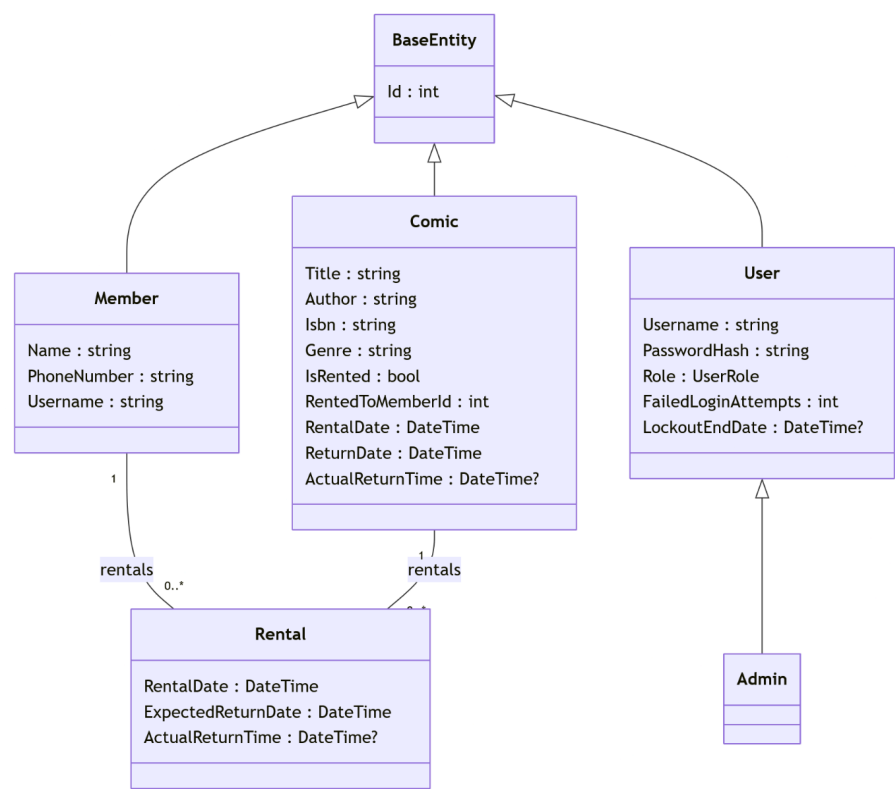 BaseEntity
Id : int
Member
Name : string
PhoneNumber : string
Username : string
Comic
Title : string
Author : string
Isbn : string
Genre : string
IsRented : bool
RentedToMemberId : int
RentalDate : DateTime
ReturnDate : DateTime
ActualReturnTime : DateTime?
User
Username : string
PasswordHash : string
Role : UserRole
FailedLoginAttempts : int
LockoutEndDate : DateTime?
1
rentals
0..*
1
rentals
Rental
RentalDate : DateTime
ExpectedReturnDate : DateTime
ActualReturnTime : DateTime?
Admin